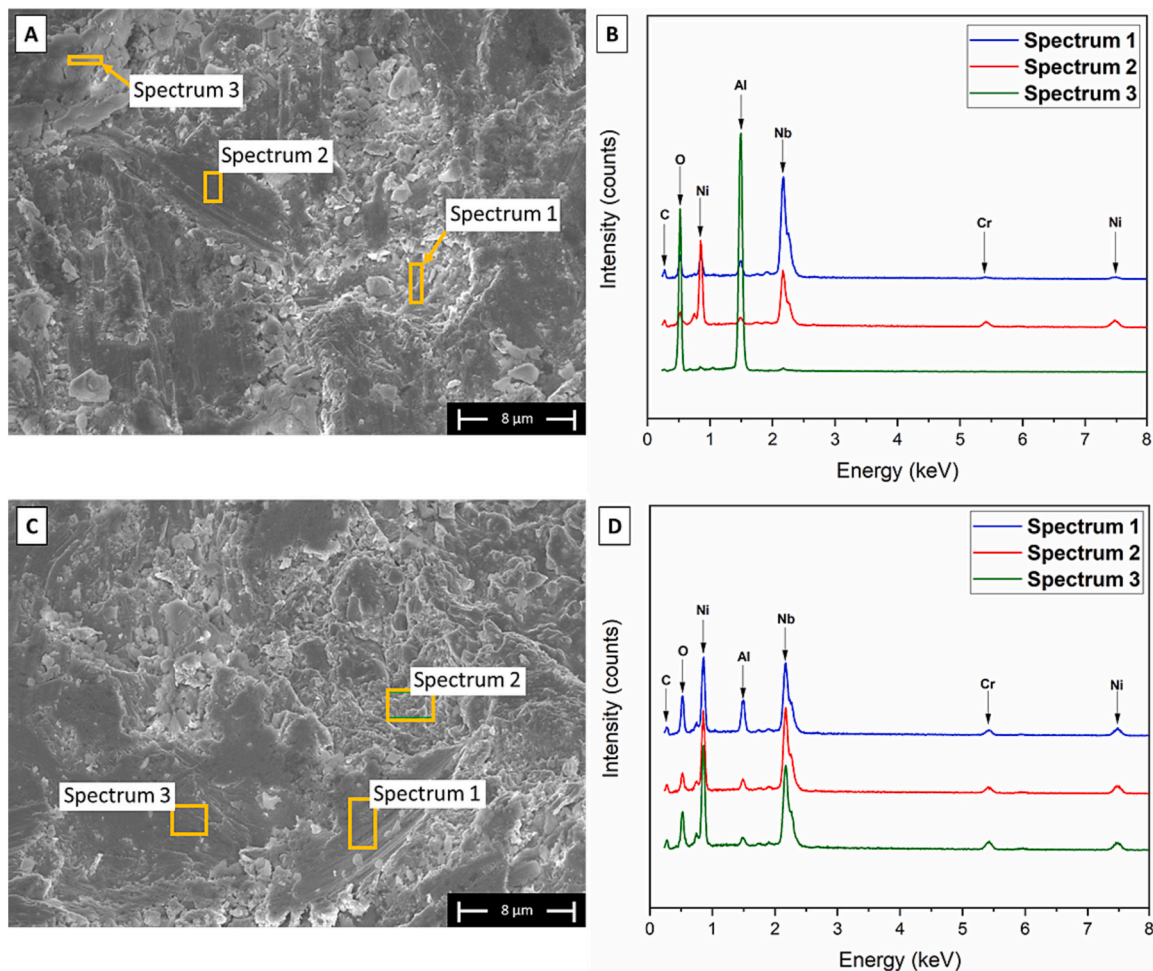 A
Spectrum 3
Spectrum 2
Spectrum 1
8 µm
B
Spectrum 1
Spectrum 2
Spectrum 3
C
O
Ni
Al
Nb
Cr
Ni
Intensity (counts)
0 1 2 3 4 5 6 7 8
Energy (keV)
C
Spectrum 2
Spectrum 3
Spectrum 1
8 µm
D
Spectrum 1
Spectrum 2
Spectrum 3
C
O
Ni
Al
Nb
Cr
Ni
Intensity (counts)
0 1 2 3 4 5 6 7 8
Energy (keV)